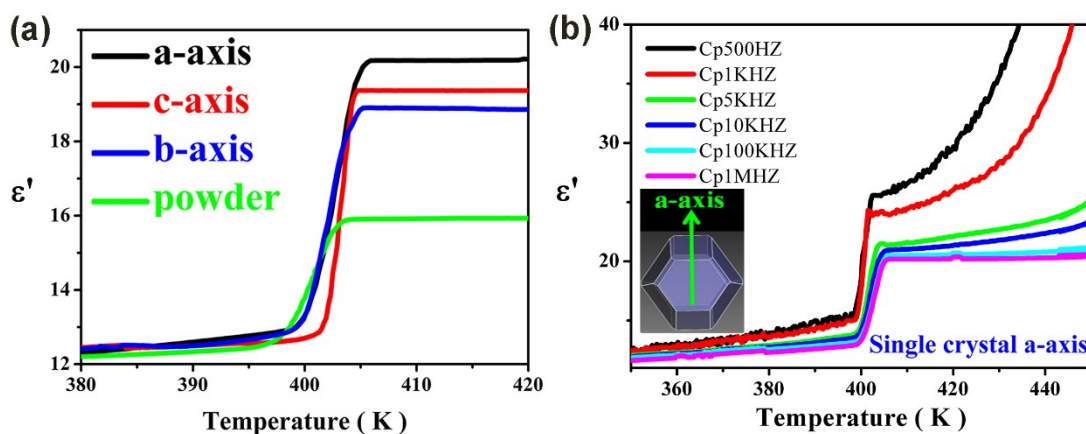 (a)
a-axis
c-axis
b-axis
powder
ε'
20
18
16
14
12
380
400
410
420
Temperature ( K )
(b)
Cp500HZ
Cp1KHZ
Cp5KHZ
Cp10KHZ
Cp100KHZ
Cp1MHZ
a-axis
Single crystal a-axis
ε'
40
30
20
360
380
400
420
440
Temperature ( K )